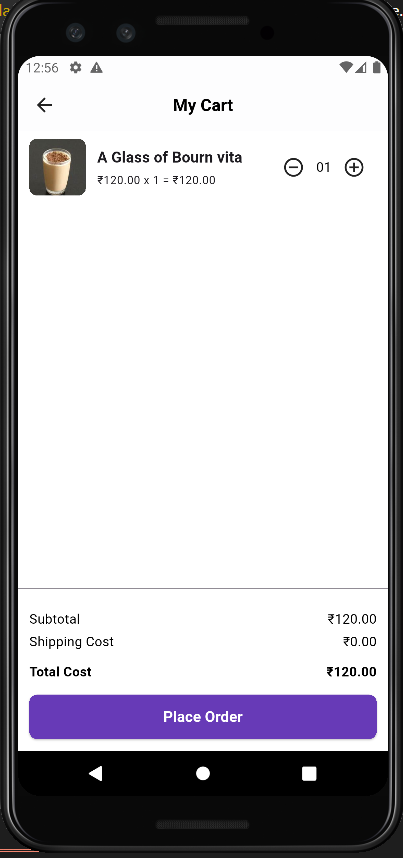 12:56
My Cart
A Glass of Bourn vita
₹120.00 x 1 = ₹120.00
01
Subtotal ₹120.00
Shipping Cost ₹0.00
Total Cost ₹120.00
Place Order